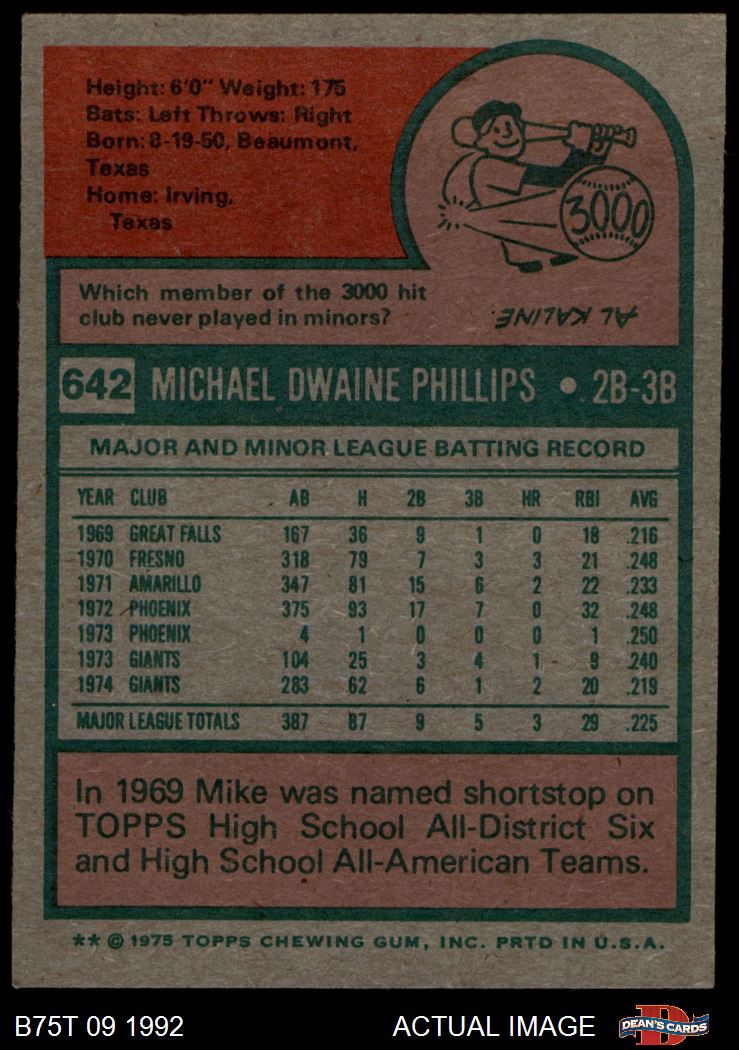 Height: 6'0" Weight: 175
Bats: Left Throws: Right
Born: 8-19-50, Beaumont,
Texas
Home: Irving,
Texas
3000
Which member of the 3000 hit
club never played in minors?
AL KALINE.
642 MICHAEL DWAINE PHILLIPS • 2B-3B
MAJOR AND MINOR LEAGUE BATTING RECORD
YEAR CLUB AB H 2B 3B HR RBI AVG
1969 GREAT FALLS 167 36 9 1 0 18 .216
1970 FRESNO 318 79 7 3 3 21 .248
1971 AMARILLO 347 81 15 6 2 22 .233
1972 PHOENIX 375 93 17 7 0 32 .248
1973 PHOENIX 4 1 0 0 0 1 .250
1973 GIANTS 104 25 3 4 1 9 .240
1974 GIANTS 283 62 6 1 2 20 .219
MAJOR LEAGUE TOTALS 387 87 9 5 3 29 .225
In 1969 Mike was named shortstop on
TOPPS High School All-District Six
and High School All-American Teams.
** © 1975 TOPPS CHEWING GUM, INC. PRTD IN U.S.A.
B75T 09 1992 ACTUAL IMAGE D DEAN'S CARDS